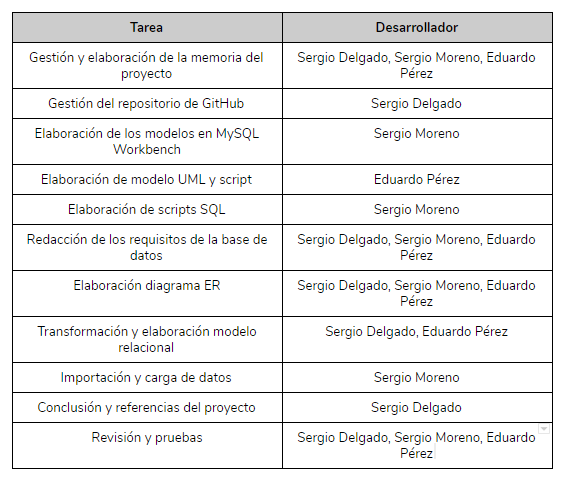 Tarea Desarrollador
Gestión y elaboración de la memoria del Sergio Delgado, Sergio Moreno, Eduardo
proyecto Pérez
Gestión del repositorio de GitHub Sergio Delgado
Elaboración de los modelos en MySQL Sergio Moreno
Workbench
Elaboración de modelo UML y script Eduardo Pérez
Elaboración de scripts SQL Sergio Moreno
Redacción de los requisitos de la base de Sergio Delgado, Sergio Moreno, Eduardo
datos Pérez
Elaboración diagrama ER Sergio Delgado, Sergio Moreno, Eduardo
Pérez
Transformación y elaboración modelo Sergio Delgado, Eduardo Pérez
relacional
Importación y carga de datos Sergio Moreno
Conclusión y referencias del proyecto Sergio Delgado
Revisión y pruebas Sergio Delgado, Sergio Moreno, Eduardo
Pérez